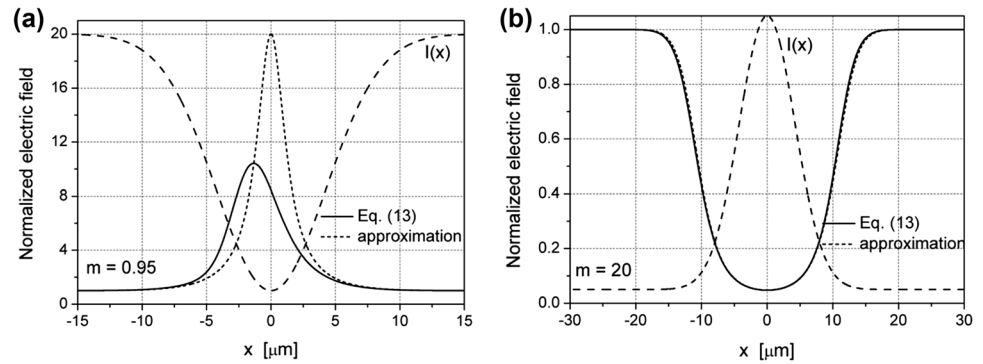 (a)
Normalized electric field
20
16
12
8
4
0
I(x)
Eq. (13)
approximation
m = 0.95
-15 -10 -5 0 5 10 15
x [μm]
(b)
Normalized electric field
1.0
0.8
0.6
0.4
0.2
0.0
I(x)
Eq. (13)
approximation
m = 20
-30 -20 -10 0 10 20 30
x [μm]